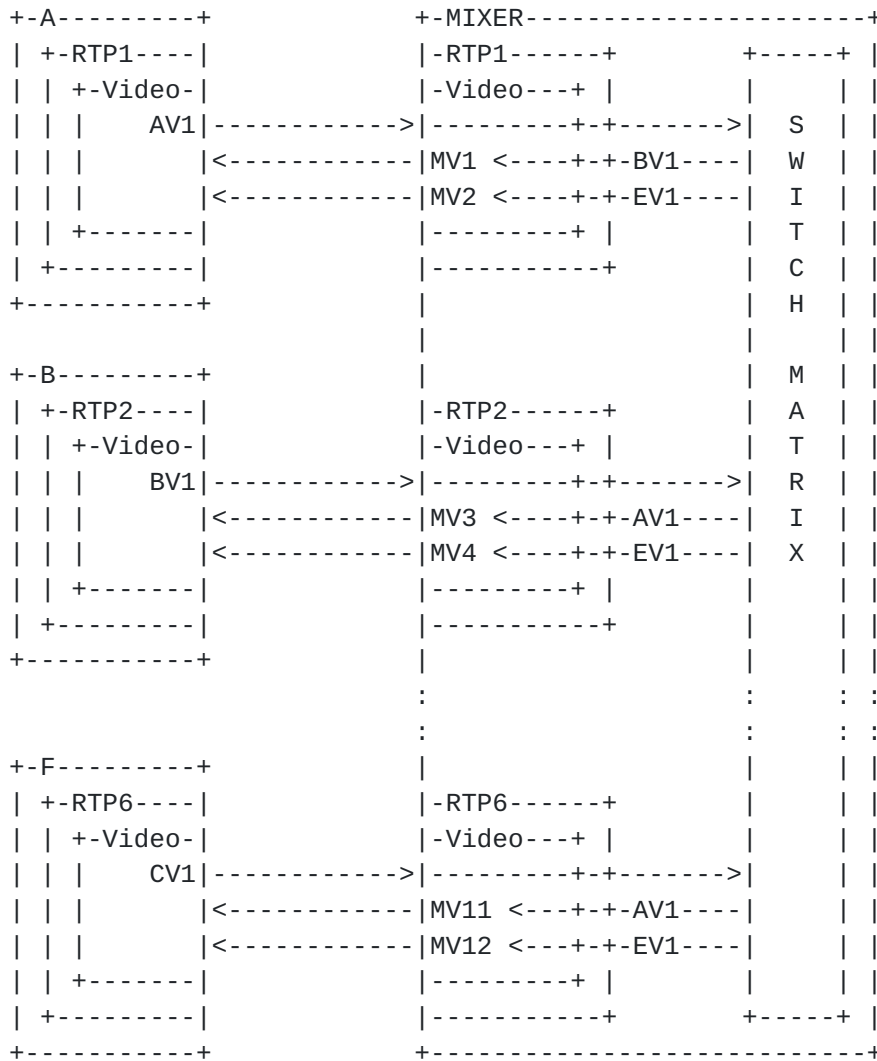 +-A---------+             +-MIXER----------------------+
| +-RTP1----|             |-RTP1------+        +-----+ |
| | +-Video-|             |-Video---+ |        |     | |
| | |    AV1|------------>|---------+-+------->|  S  | |
| | |       |<------------|MV1 <----+-+-BV1----|  W  | |
| | |       |<------------|MV2 <----+-+-EV1----|  I  | |
| | +-------|             |---------+ |        |  T  | |
| +---------|             |-----------+        |  C  | |
+-----------+             |                    |  H  | |
                          |                    |     | |
+-B---------+             |                    |  M  | |
| +-RTP2----|             |-RTP2------+        |  A  | |
| | +-Video-|             |-Video---+ |        |  T  | |
| | |    BV1|------------>|---------+-+------->|  R  | |
| | |       |<------------|MV3 <----+-+-AV1----|  I  | |
| | |       |<------------|MV4 <----+-+-EV1----|  X  | |
| | +-------|             |---------+ |        |     | |
| +---------|             |-----------+        |     | |
+-----------+             |                    |     | |
                          :                    :     : :
                          :                    :     : :
+-F---------+             |                    |     | |
| +-RTP6----|             |-RTP6------+        |     | |
| | +-Video-|             |-Video---+ |        |     | |
| | |    CV1|------------>|---------+-+------->|     | |
| | |       |<------------|MV11 <---+-+-AV1----|     | |
| | |       |<------------|MV12 <---+-+-EV1----|     | |
| | +-------|             |---------+ |        |     | |
| +---------|             |-----------+        +-----+ |
+-----------+             +----------------------------+